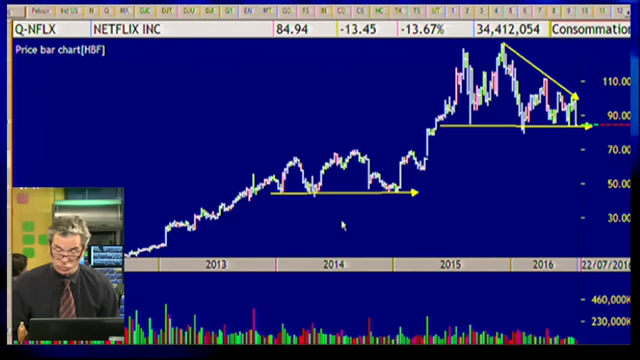 Q-NFLX NETFLIX INC 84.94 -13.45 -13.67% 34,412,054 Consommation
Price bar chart[HBF]
110.00
90.00
70.00
50.00
30.00
2013 2014 2015 2016 22/07/2016
460,000K
230,000K